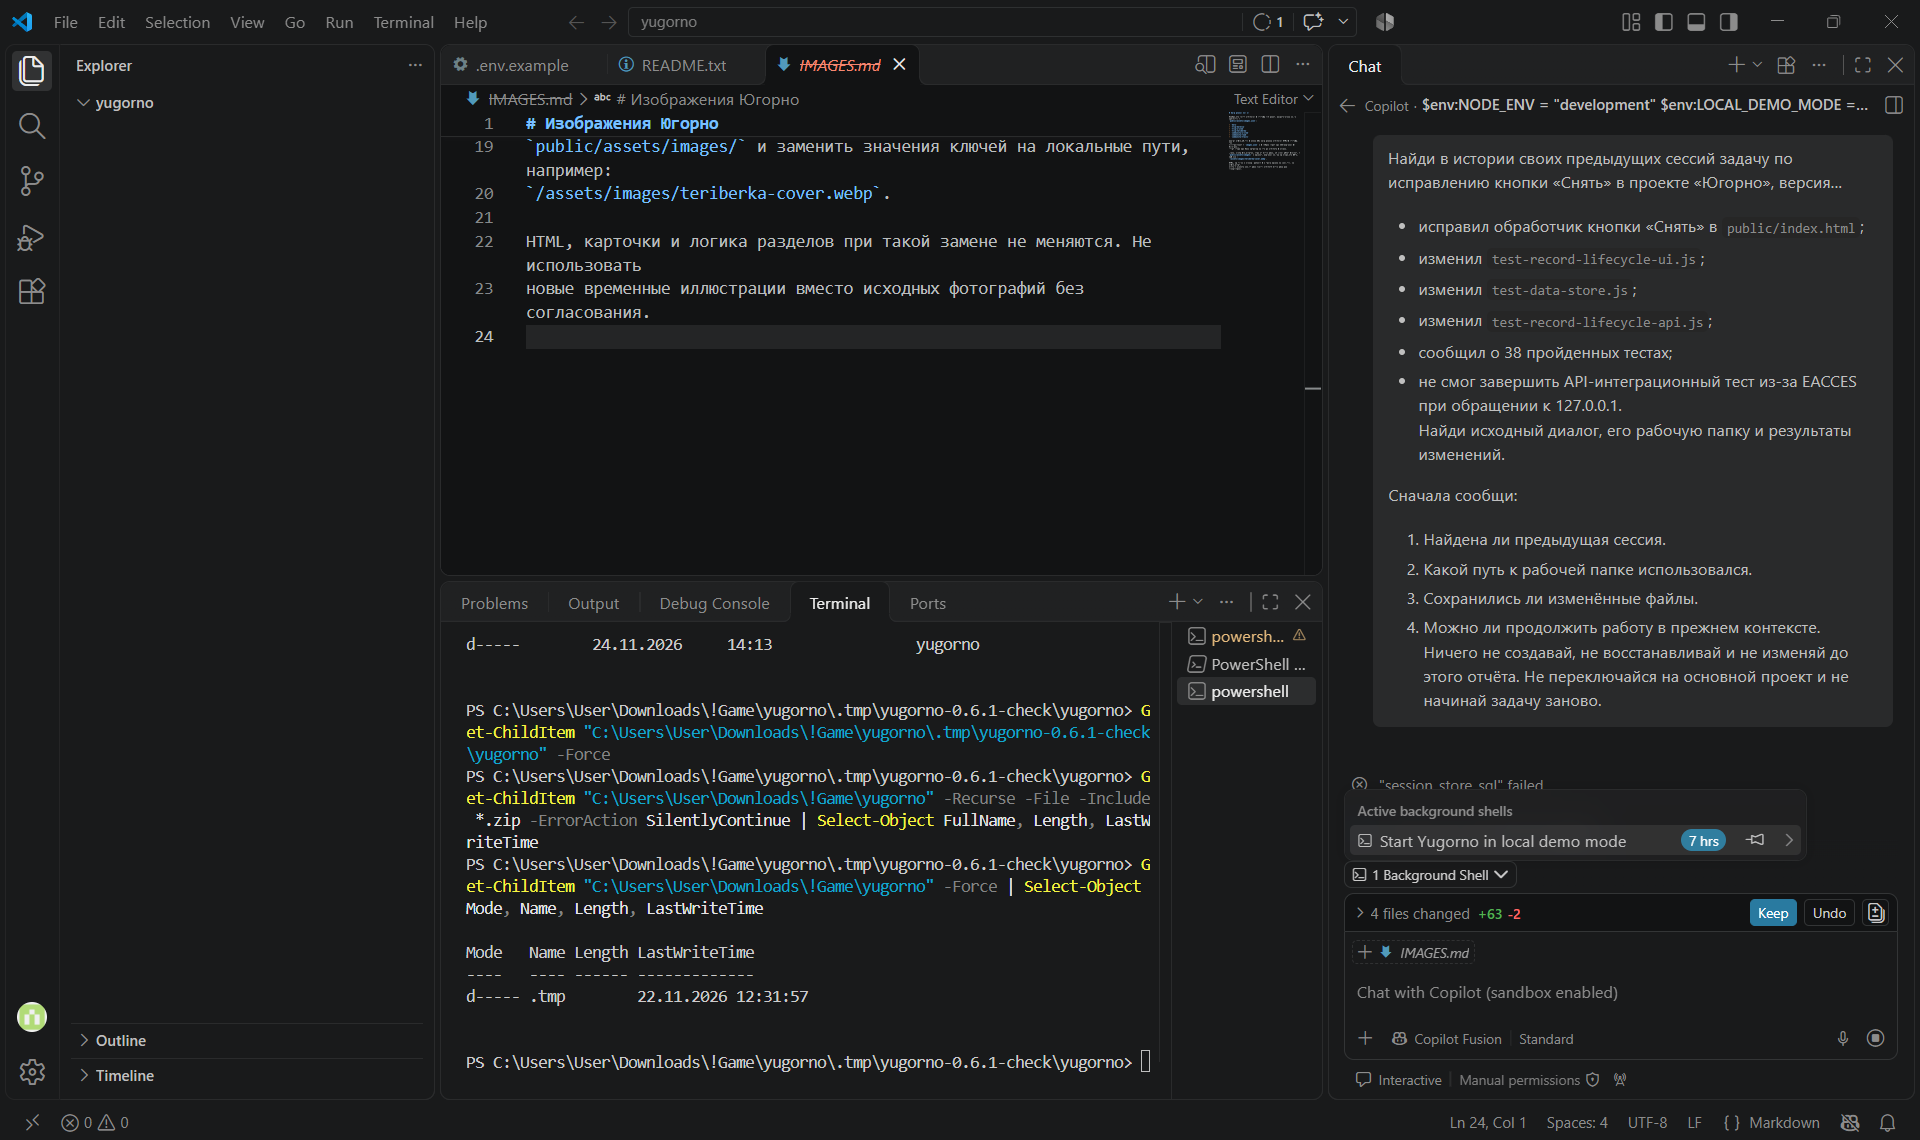 File Edit Selection View Go Run Terminal Help
yugorno
1
Explorer
yugorno
Outline
Timeline
.env.example
README.txt
IMAGES.md
IMAGES.md > abc # Изображения Югорно
Text Editor
1 # Изображения Югорно
19 `public/assets/images/` и заменить значения ключей на локальные пути,
например:
20 `/assets/images/teriberka-cover.webp`.
21
22 HTML, карточки и логика разделов при такой замене не меняются. Не
использовать
23 новые временные иллюстрации вместо исходных фотографий без
согласования.
24
Problems Output Debug Console Terminal Ports
d----- 24.11.2026 14:13 yugorno
PS C:\Users\User\Downloads\!Game\yugorno\.tmp\yugorno-0.6.1-check\yugorno> G
et-ChildItem "C:\Users\User\Downloads\!Game\yugorno\.tmp\yugorno-0.6.1-check
\yugorno" -Force
PS C:\Users\User\Downloads\!Game\yugorno\.tmp\yugorno-0.6.1-check\yugorno> G
et-ChildItem "C:\Users\User\Downloads\!Game\yugorno" -Recurse -File -Include
*.zip -ErrorAction SilentlyContinue | Select-Object FullName, Length, LastW
riteTime
PS C:\Users\User\Downloads\!Game\yugorno\.tmp\yugorno-0.6.1-check\yugorno> G
et-ChildItem "C:\Users\User\Downloads\!Game\yugorno" -Force | Select-Object
Mode, Name, Length, LastWriteTime
Mode Name Length LastWriteTime
---- ---- ------ -------------
d----- .tmp 22.11.2026 12:31:57
PS C:\Users\User\Downloads\!Game\yugorno\.tmp\yugorno-0.6.1-check\yugorno>
powersh...
PowerShell ...
powershell
Chat
Copilot · $env:NODE_ENV = "development" $env:LOCAL_DEMO_MODE =...
Найди в истории своих предыдущих сессий задачу по
исправлению кнопки «Снять» в проекте «Югорно», версия...
• исправил обработчик кнопки «Снять» в public/index.html;
• изменил test-record-lifecycle-ui.js;
• изменил test-data-store.js;
• изменил test-record-lifecycle-api.js;
• сообщил о 38 пройденных тестах;
• не смог завершить API-интеграционный тест из-за EACCES
при обращении к 127.0.0.1.
Найди исходный диалог, его рабочую папку и результаты
изменений.
Сначала сообщи:
1. Найдена ли предыдущая сессия.
2. Какой путь к рабочей папке использовался.
3. Сохранились ли изменённые файлы.
4. Можно ли продолжить работу в прежнем контексте.
Ничего не создавай, не восстанавливай и не изменяй до
этого отчёта. Не переключайся на основной проект и не
начинай задачу заново.
"session_store_sql" failed
Active background shells
Start Yugorno in local demo mode 7 hrs
1 Background Shell
4 files changed +63 -2 Keep Undo
IMAGES.md
Chat with Copilot (sandbox enabled)
Copilot Fusion Standard
Interactive Manual permissions
0 0
Ln 24, Col 1 Spaces: 4 UTF-8 LF { } Markdown